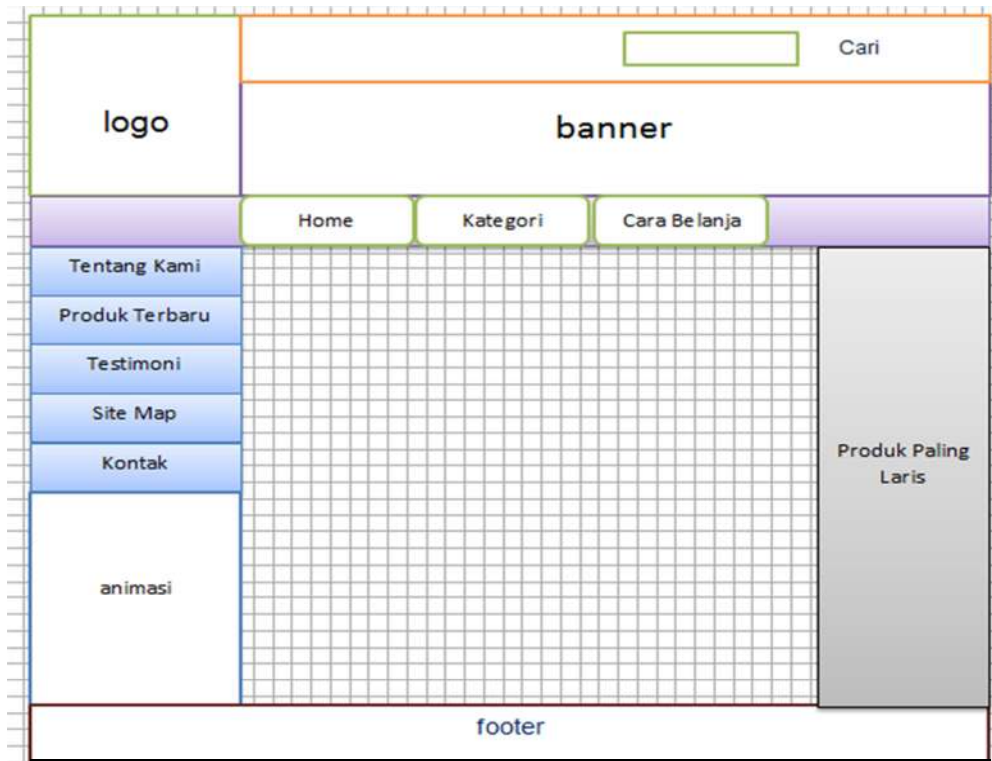 Cari
logo
banner
Home
Kategori
Cara Belanja
Tentang Kami
Produk Terbaru
Testimoni
Site Map
Kontak
animasi
Produk Paling
Laris
footer